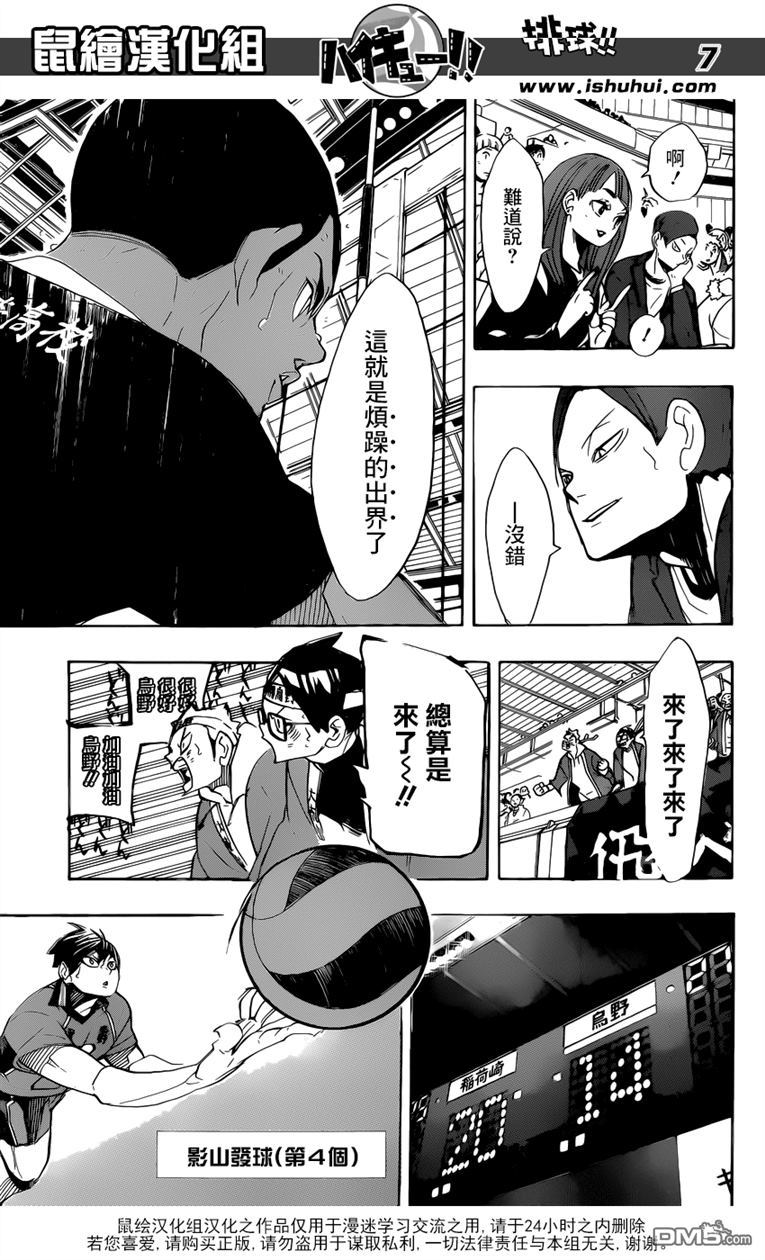 鼠繪漢化組
ハイキュー!!
排球!!
7
www.ishuhui.com
啊!
難道說?
!
—沒錯
這就是煩躁的出界了
來了來了來了
總算是
來了~!!
很好
很好
烏野
加油加油
烏野!!
烏野
14
稲荷崎
20
影山發球(第4個)
鼠绘汉化组汉化之作品仅用于漫迷学习交流之用,请于24小时之内删除
若您喜爱,请购买正版,请勿盗用于谋取私利,一切法律责任与本组无关,谢谢。
DM5.com